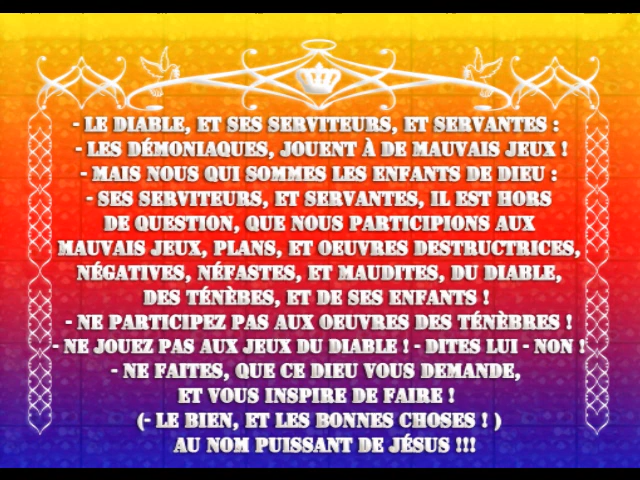 - LE DIABLE, ET SES SERVITEURS, ET SERVANTES :
- LES DÉMONIAQUES, JOUENT À DE MAUVAIS JEUX !
- MAIS NOUS QUI SOMMES LES ENFANTS DE DIEU :
- SES SERVITEURS, ET SERVANTES, IL EST HORS
DE QUESTION, QUE NOUS PARTICIPIONS AUX
MAUVAIS JEUX, PLANS, ET OEUVRES DESTRUCTRICES,
NÉGATIVES, NÉFASTES, ET MAUDITES, DU DIABLE,
DES TÉNÈBES, ET DE SES ENFANTS !
- NE PARTICIPEZ PAS AUX OEUVRES DES TÉNÈBRES !
- NE JOUEZ PAS AUX JEUX DU DIABLE ! - DITES LUI - NON !
- NE FAITES, QUE CE DIEU VOUS DEMANDE,
ET VOUS INSPIRE DE FAIRE !
(- LE BIEN, ET LES BONNES CHOSES ! )
AU NOM PUISSANT DE JÉSUS !!!